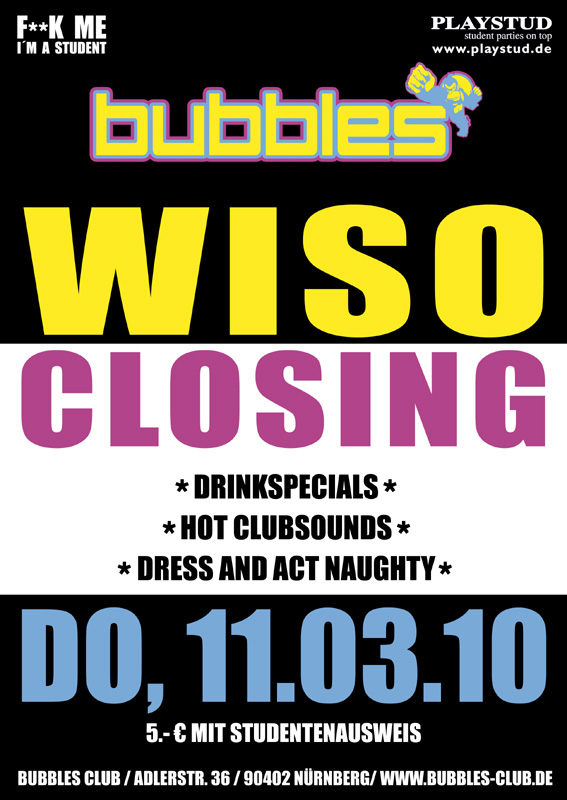 F**K ME
I´M A STUDENT
PLAYSTUD
student parties on top
www.playstud.de
bubbles
WISO
CLOSING
* DRINKSPECIALS *
* HOT CLUBSOUNDS *
* DRESS AND ACT NAUGHTY *
DO, 11.03.10
5.- € MIT STUDENTENAUSWEIS
BUBBLES CLUB / ADLERSTR. 36 / 90402 NÜRNBERG/ WWW.BUBBLES-CLUB.DE